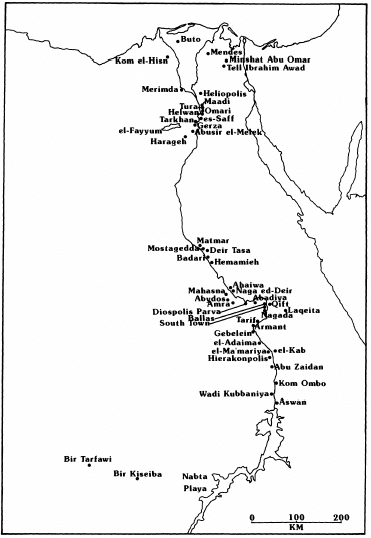 Buto
Mendes
Kom el-Hisn
Minshat Abu Omar
Tell Ibrahim Awad
Merimda
Heliopolis
Maadi
Tura
Omari
Helwan
es-Saff
Tarkhan
Gerza
el-Fayyum
Abusir el-Melek
Harageh
Matmar
Mostagedda
Deir Tasa
Badari
Hemamieh
Ahaiwa
Mahasna
Naga ed-Deir
Abydos
Abadiya
Amra
Qift
Diospolis Parva
Laqeita
Ballas
Nagada
South Town
Tarif
Armant
Gebelein
el-Adaima
el-Ma'mariya
el-Kab
Hierakonpolis
Abu Zaidan
Kom Ombo
Wadi Kubbaniya
Aswan
Bir Tarfawi
Bir Kiseiba
Nabta
Playa
0 100 200
KM